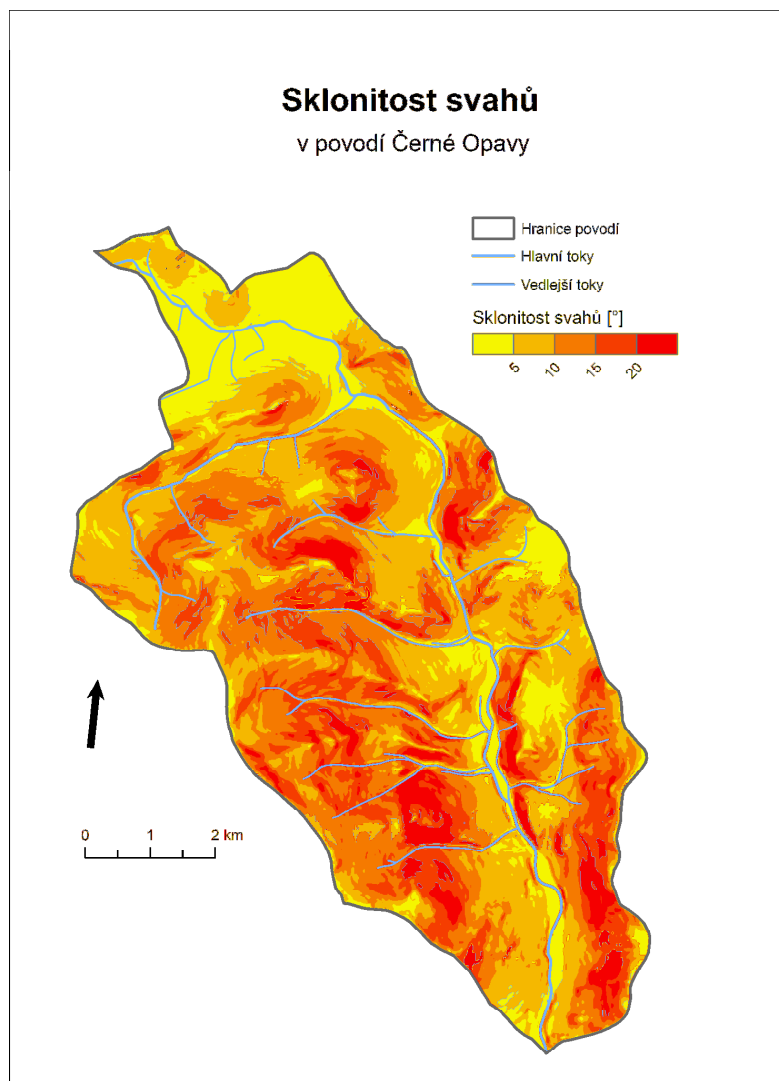 Sklonitost svahů
v povodí Černé Opavy
Hranice povodí
Hlavní toky
Vedlejší toky
Sklonitost svahů [°]
5 10 15 20
0 1 2 km